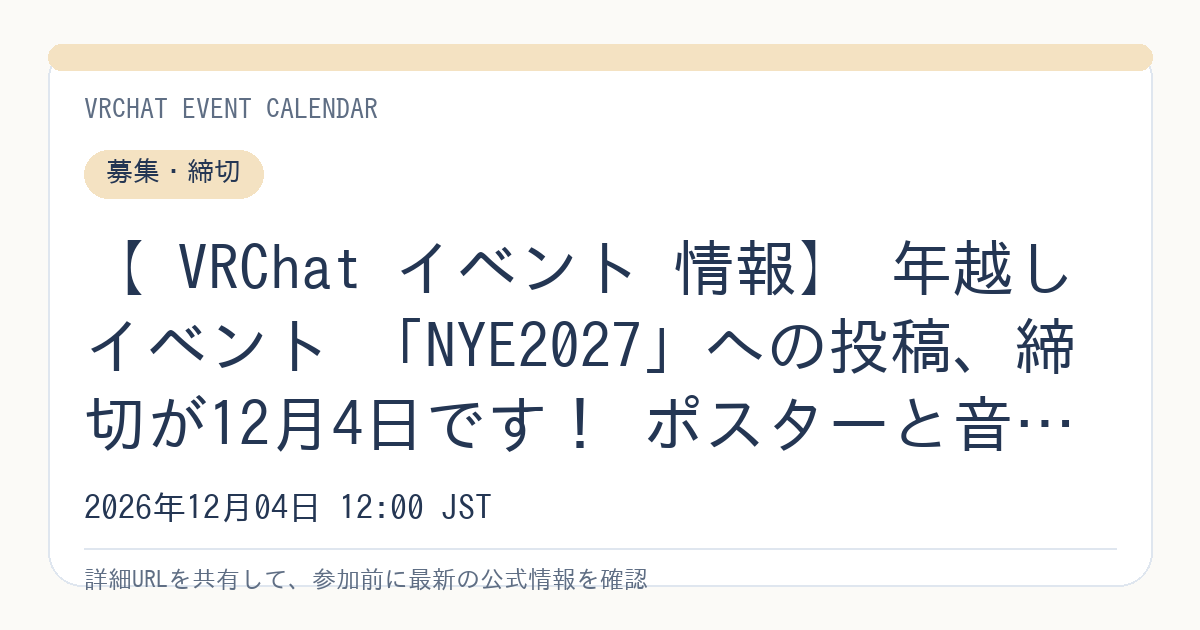 VRCHAT EVENT CALENDAR
募集・締切
【 VRChat イベント 情報】 年越し
イベント 「NYE2027」への投稿、締
切が12月4日です！ ポスターと音…
2026年12月04日 12:00 JST
詳細URLを共有して、参加前に最新の公式情報を確認